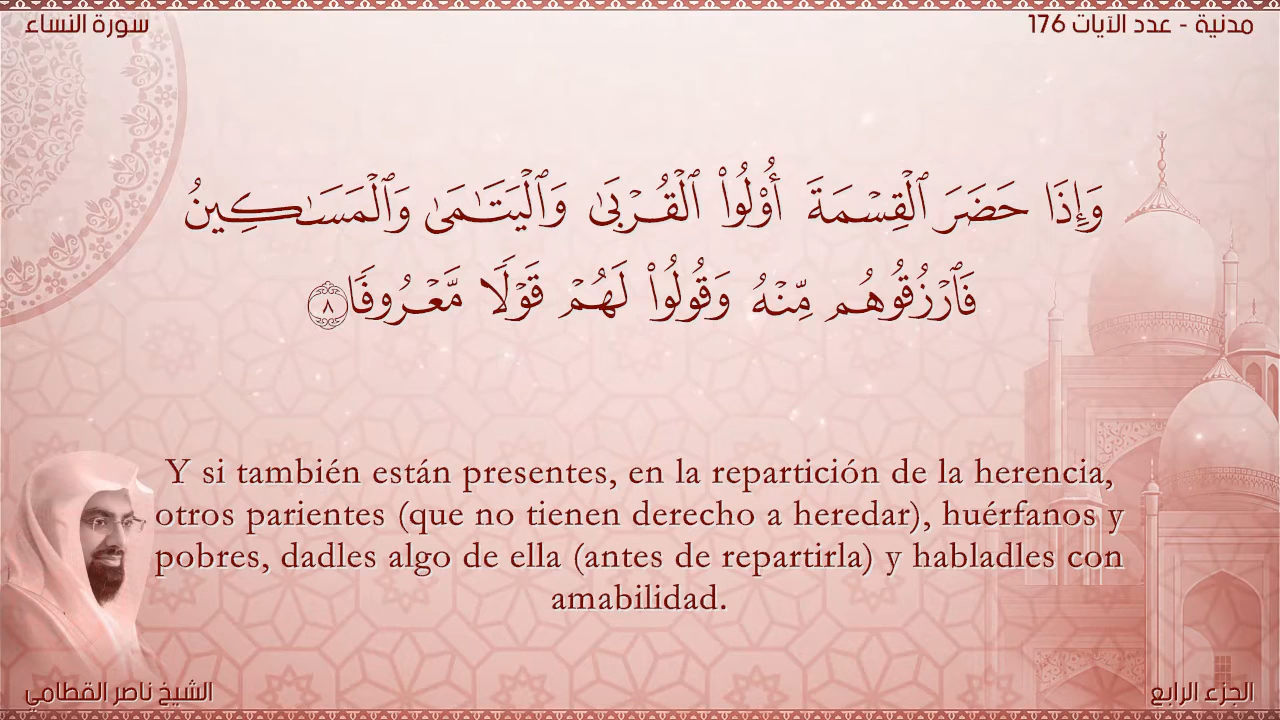 سورة النساء
مدنية - عدد الآيات 176
وَإِذَا حَضَرَ ٱلۡقِسۡمَةَ أُوْلُواْ ٱلۡقُرۡبَىٰ وَٱلۡيَتَٰمَىٰ وَٱلۡمَسَٰكِينُ
فَٱرۡزُقُوهُم مِّنۡهُ وَقُولُواْ لَهُمۡ قَوۡلٗا مَّعۡرُوفٗا ٨
Y si también están presentes, en la repartición de la herencia,
otros parientes (que no tienen derecho a heredar), huérfanos y
pobres, dadles algo de ella (antes de repartirla) y habladles con
amabilidad.
الشيخ ناصر القطامي
الجزء الرابع